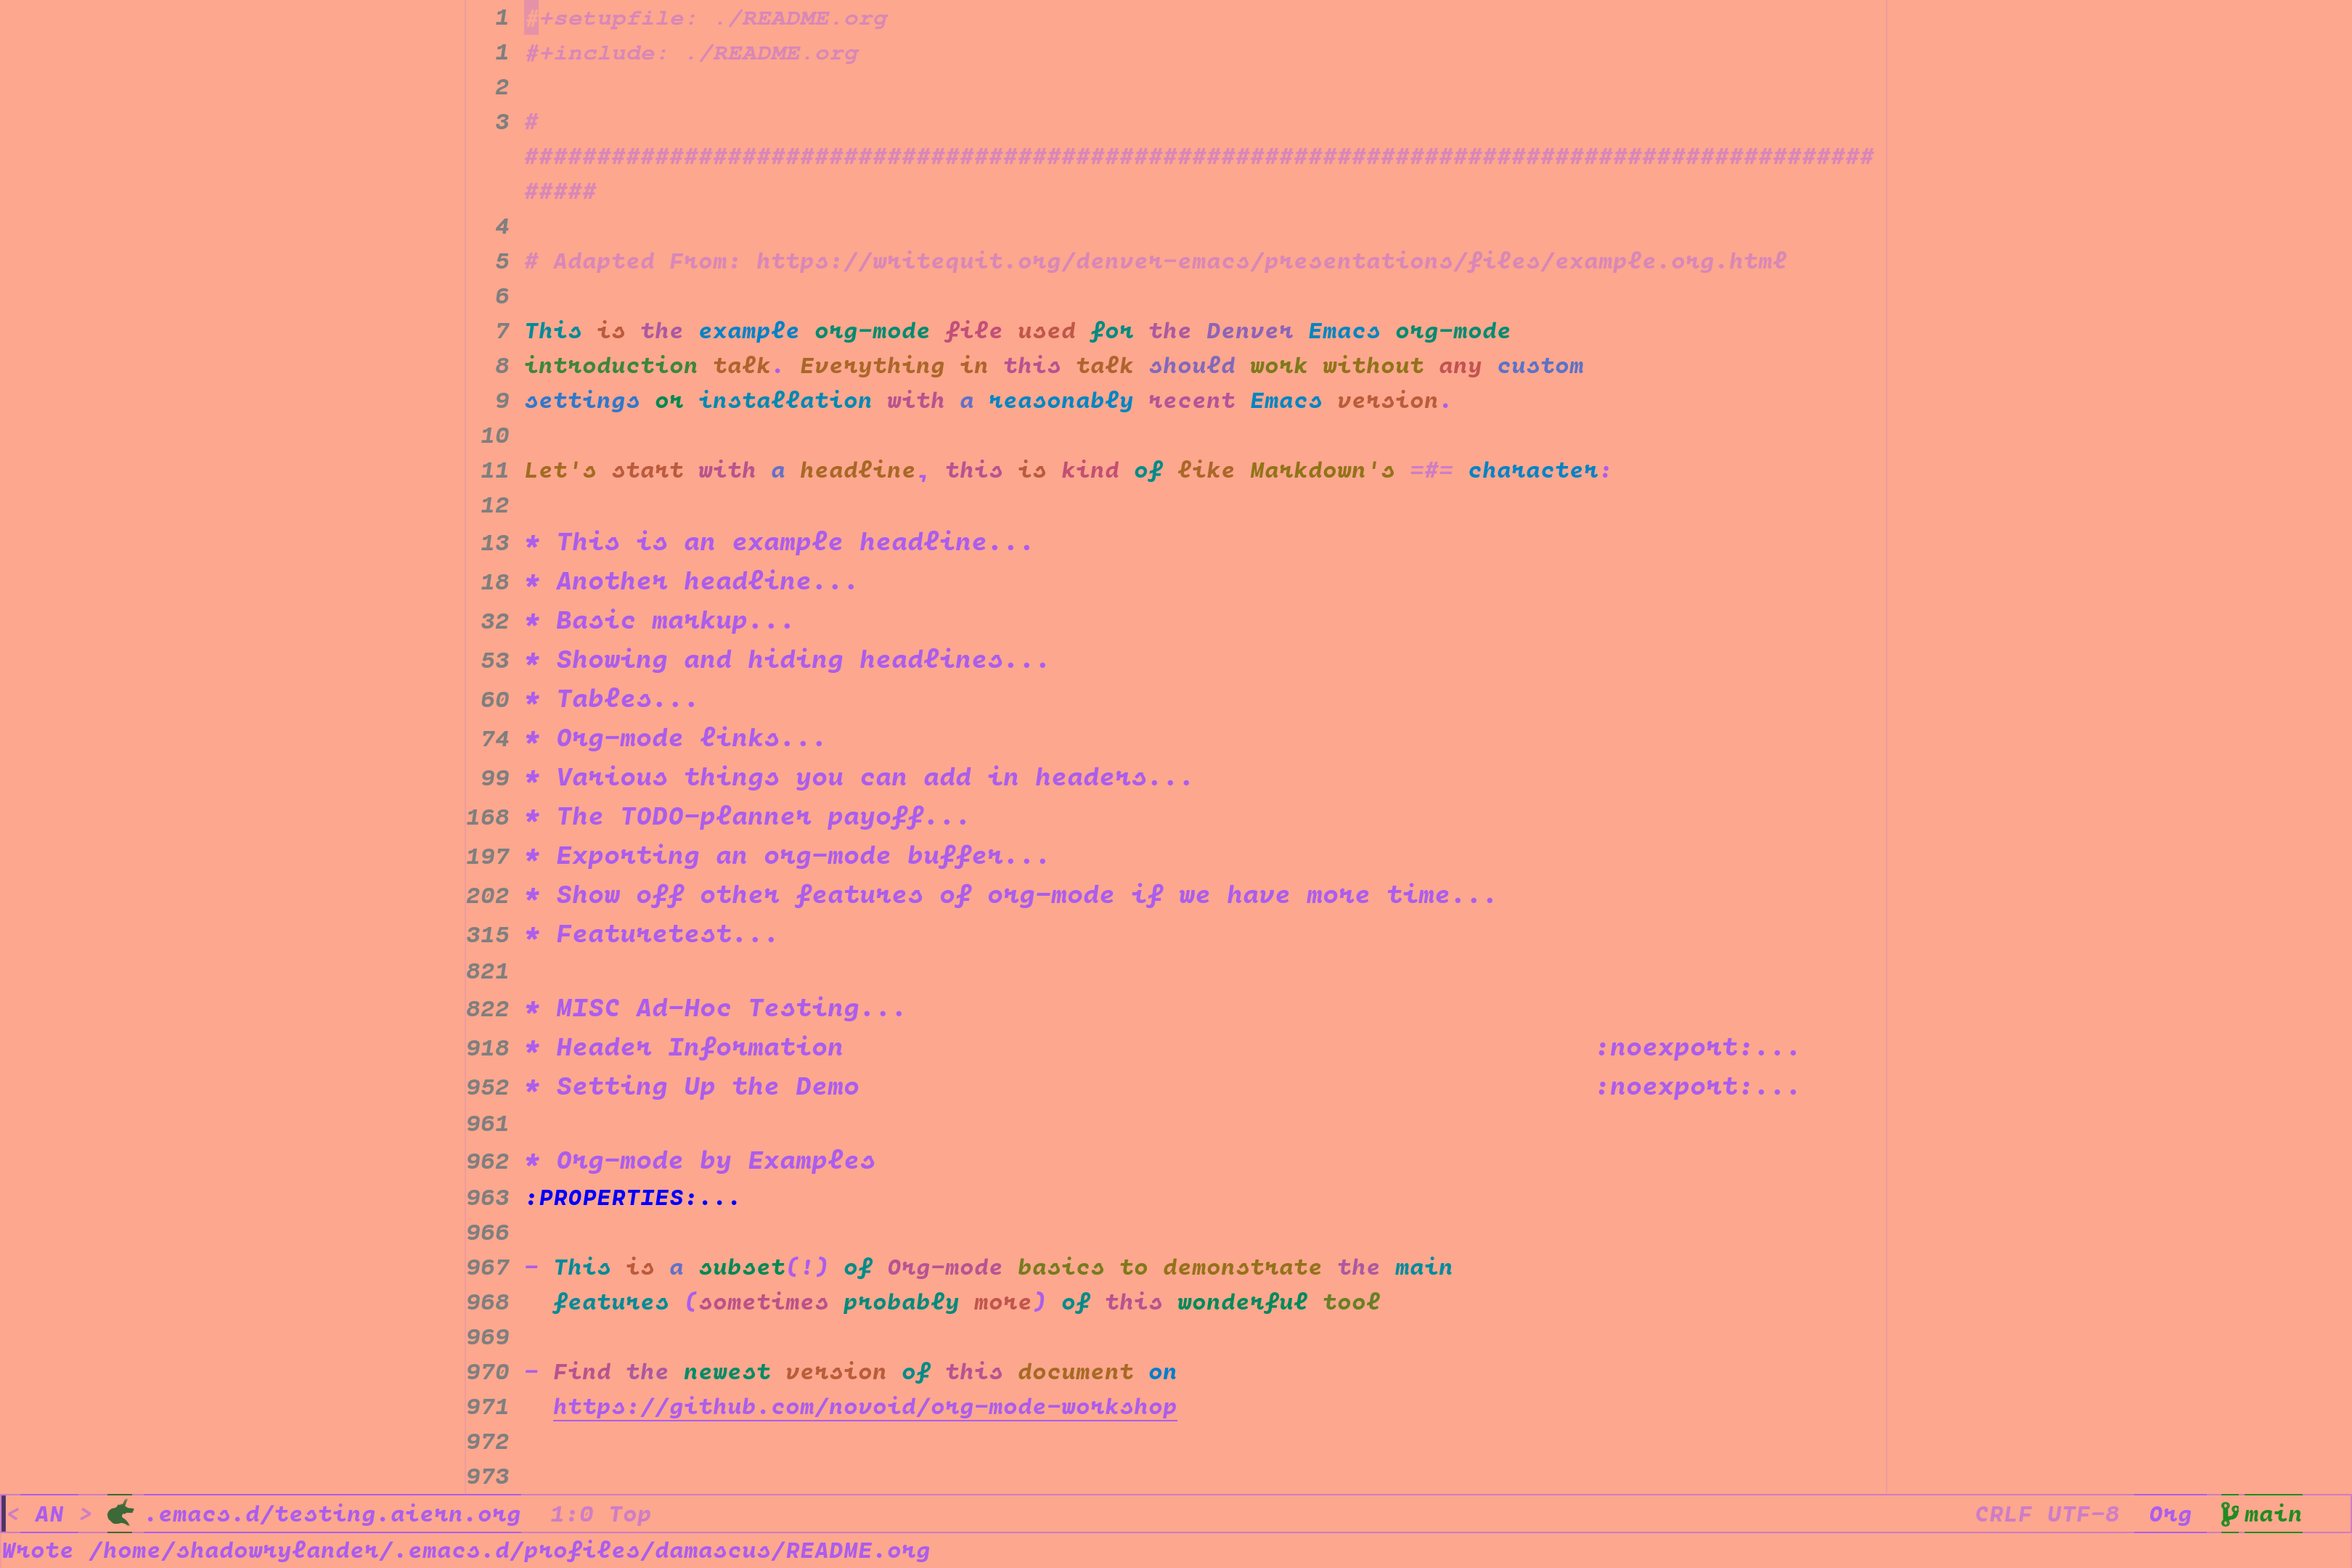 1 #+setupfile: ./README.org
1 #+include: ./README.org
2
3 #
#############################################################################################
#####
4
5 # Adapted From: https://writequit.org/denver-emacs/presentations/files/example.org.html
6
7 This is the example org-mode file used for the Denver Emacs org-mode
8 introduction talk. Everything in this talk should work without any custom
9 settings or installation with a reasonably recent Emacs version.
10
11 Let's start with a headline, this is kind of like Markdown's =#= character:
12
13 * This is an example headline...
18 * Another headline...
32 * Basic markup...
53 * Showing and hiding headlines...
60 * Tables...
74 * Org-mode links...
99 * Various things you can add in headers...
168 * The TODO-planner payoff...
197 * Exporting an org-mode buffer...
202 * Show off other features of org-mode if we have more time...
315 * Featuretest...
821
822 * MISC Ad-Hoc Testing...
918 * Header Information :noexport:...
952 * Setting Up the Demo :noexport:...
961
962 * Org-mode by Examples
963 :PROPERTIES:...
966
967 - This is a subset(!) of Org-mode basics to demonstrate the main
968 features (sometimes probably more) of this wonderful tool
969
970 - Find the newest version of this document on
971 https://github.com/novoid/org-mode-workshop
972
973
< AN > .emacs.d/testing.aiern.org 1:0 Top CRLF UTF-8 Org main
Wrote /home/shadowrylander/.emacs.d/profiles/damascus/README.org